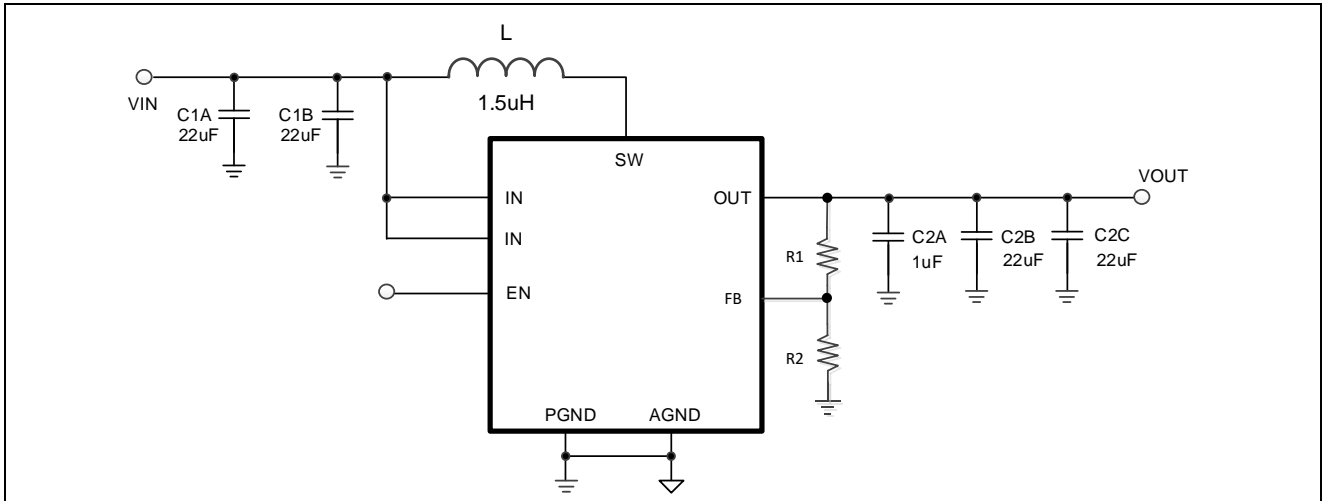 L
1.5uH
VIN
C1A
22uF
C1B
22uF
SW
IN
IN
EN
OUT
FB
PGND
AGND
R1
R2
C2A
1uF
C2B
22uF
C2C
22uF
VOUT